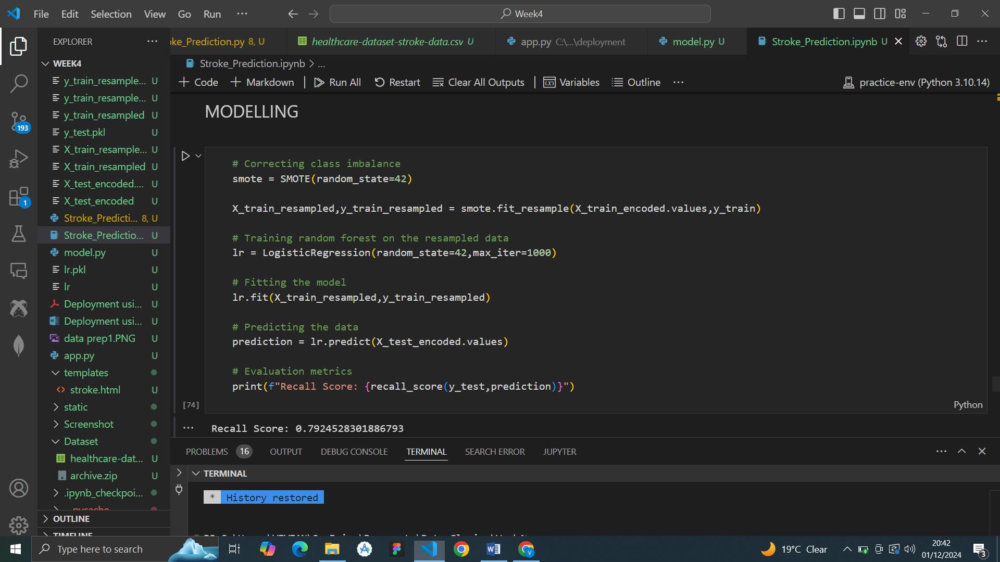 File Edit Selection View Go Run ... Week4
EXPLORER ...
ke_Prediction.py 8, U healthcare-dataset-stroke-data.csv U app.py C:\...\deployment model.py U Stroke_Prediction.ipynb U
Stroke_Prediction.ipynb > ...
+ Code + Markdown | Run All Restart Clear All Outputs | Variables Outline ... practice-env (Python 3.10.14)
WEEK4
y_train_resample... U
y_train_resample... U
y_train_resampled U
y_test.pkl U
X_train_resample... U
X_train_resampled U
X_test_encoded.... U
X_test_encoded U
Stroke_Predicti... 8, U
Stroke_Predictio... U
model.py U
lr.pkl U
lr U
Deployment usi... U
Deployment usi... U
data prep1.PNG U
app.py U
templates
stroke.html U
static
Screenshot
Dataset
healthcare-dat... U
archive.zip U
.ipynb_checkpoi...
OUTLINE
TIMELINE
193
1
MODELLING
# Correcting class imbalance
smote = SMOTE(random_state=42)
X_train_resampled,y_train_resampled = smote.fit_resample(X_train_encoded.values,y_train)
# Training random forest on the resampled data
lr = LogisticRegression(random_state=42,max_iter=1000)
# Fitting the model
lr.fit(X_train_resampled,y_train_resampled)
# Predicting the data
prediction = lr.predict(X_test_encoded.values)
# Evaluation metrics
print(f"Recall Score: {recall_score(y_test,prediction)}")
[74] Python
... Recall Score: 0.7924528301886793
PROBLEMS 16 OUTPUT DEBUG CONSOLE TERMINAL SEARCH ERROR JUPYTER ...
TERMINAL
* History restored
Type here to search 19°C Clear 20:42
01/12/2024 3